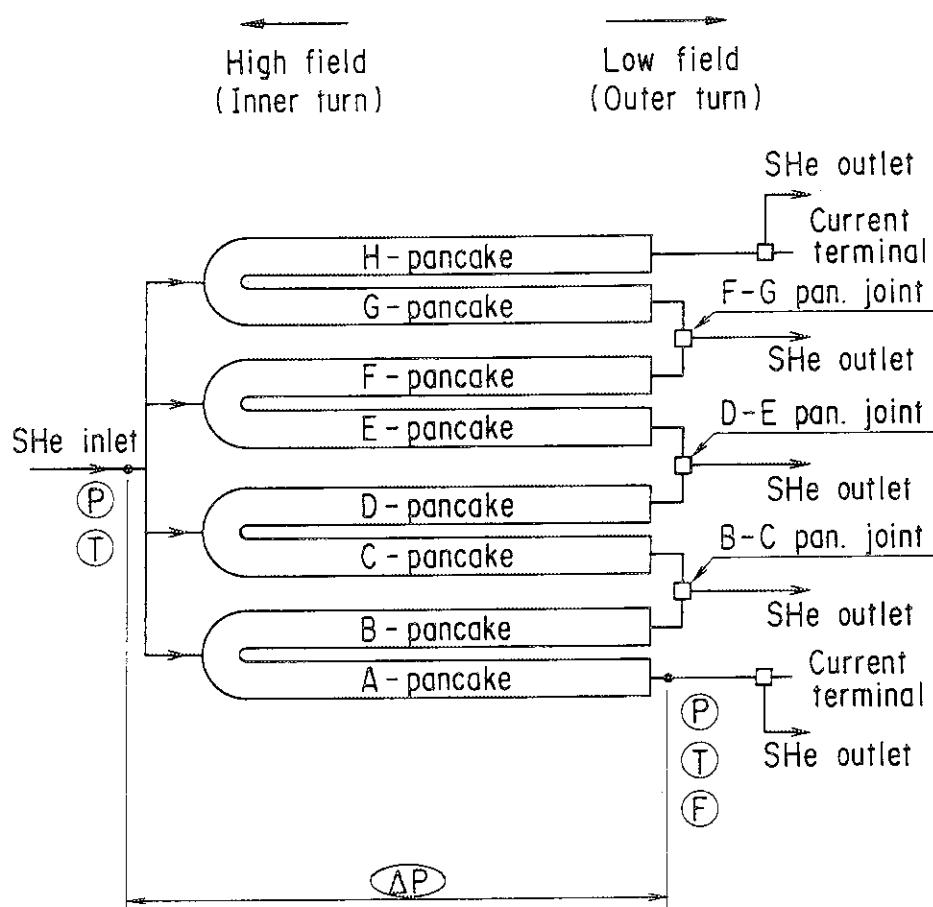 High field
(Inner turn)
Low field
(Outer turn)
SHe outlet
Current
terminal
H-pancake
F-G pan. joint
G-pancake
SHe outlet
F-pancake
D-E pan. joint
E-pancake
SHe inlet
SHe outlet
P
D-pancake
T
B-C pan. joint
C-pancake
SHe outlet
B-pancake
Current
terminal
A-pancake
P
SHe outlet
T
F
ΔP